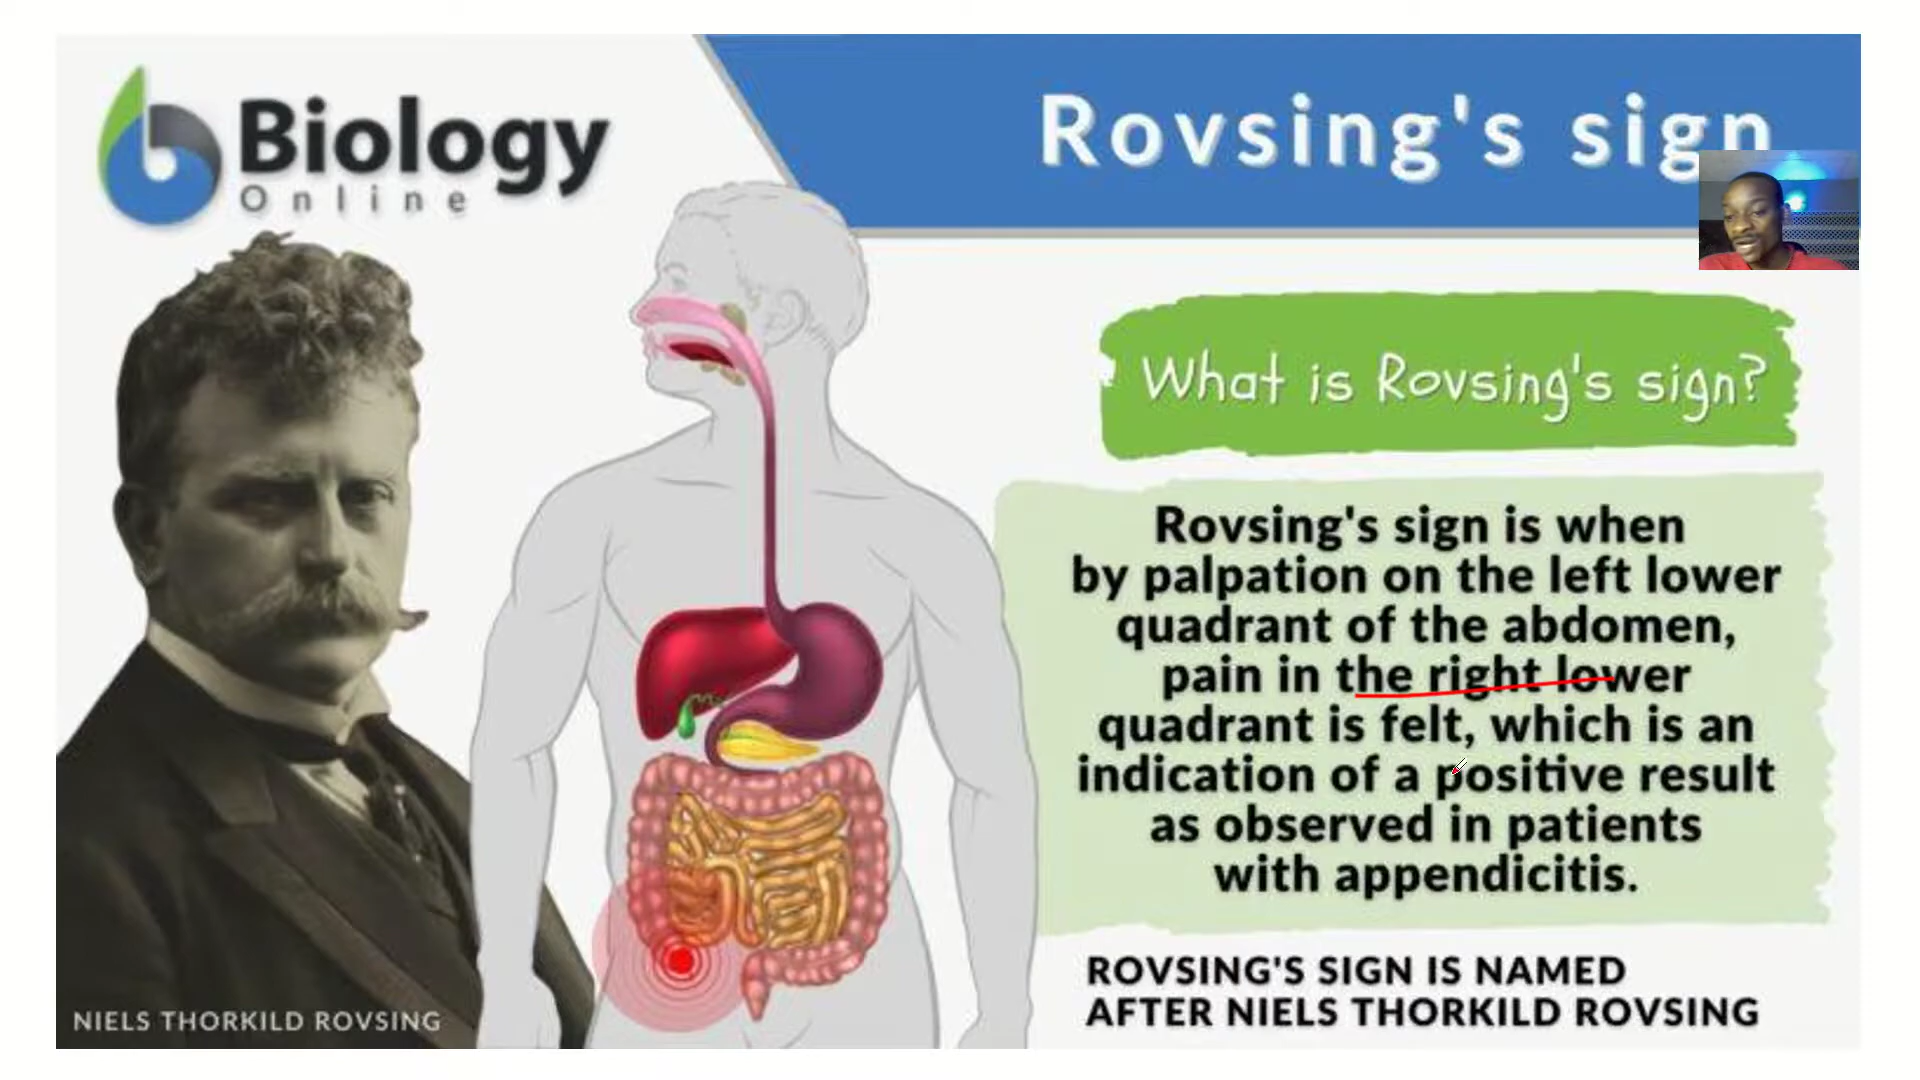 Biology
Online
Rovsing's sign
What is Rovsing's sign?
Rovsing's sign is when
by palpation on the left lower
quadrant of the abdomen,
pain in the right lower
quadrant is felt, which is an
indication of a positive result
as observed in patients
with appendicitis.
ROVSING'S SIGN IS NAMED
AFTER NIELS THORKILD ROVSING
NIELS THORKILD ROVSING